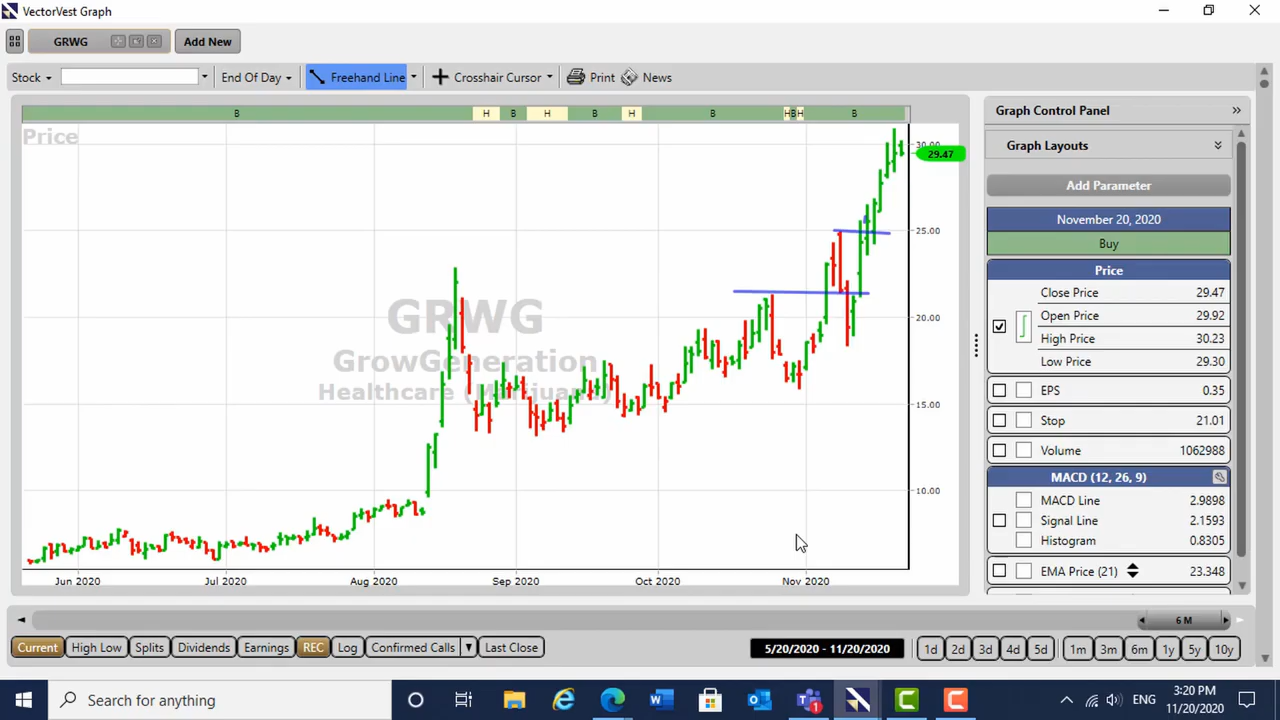 VectorVest Graph
GRWG
Add New
Stock
End Of Day
Freehand Line
Crosshair Cursor
Print
News
B H B H B H B H B H B
Price
30.00
29.47
25.00
20.00
15.00
10.00
GRWG
GrowGeneration
Healthcare (Marijuana)
Jun 2020 Jul 2020 Aug 2020 Sep 2020 Oct 2020 Nov 2020
Graph Control Panel
Graph Layouts
Add Parameter
November 20, 2020
Buy
Price
Close Price 29.47
Open Price 29.92
High Price 30.23
Low Price 29.30
EPS 0.35
Stop 21.01
Volume 1062988
MACD (12, 26, 9)
MACD Line 2.9898
Signal Line 2.1593
Histogram 0.8305
EMA Price (21) 23.348
6 M
Current High Low Splits Dividends Earnings REC Log Confirmed Calls Last Close
5/20/2020 - 11/20/2020
1d 2d 3d 4d 5d 1m 3m 6m 1y 5y 10y
Search for anything
1
ENG
3:20 PM
11/20/2020